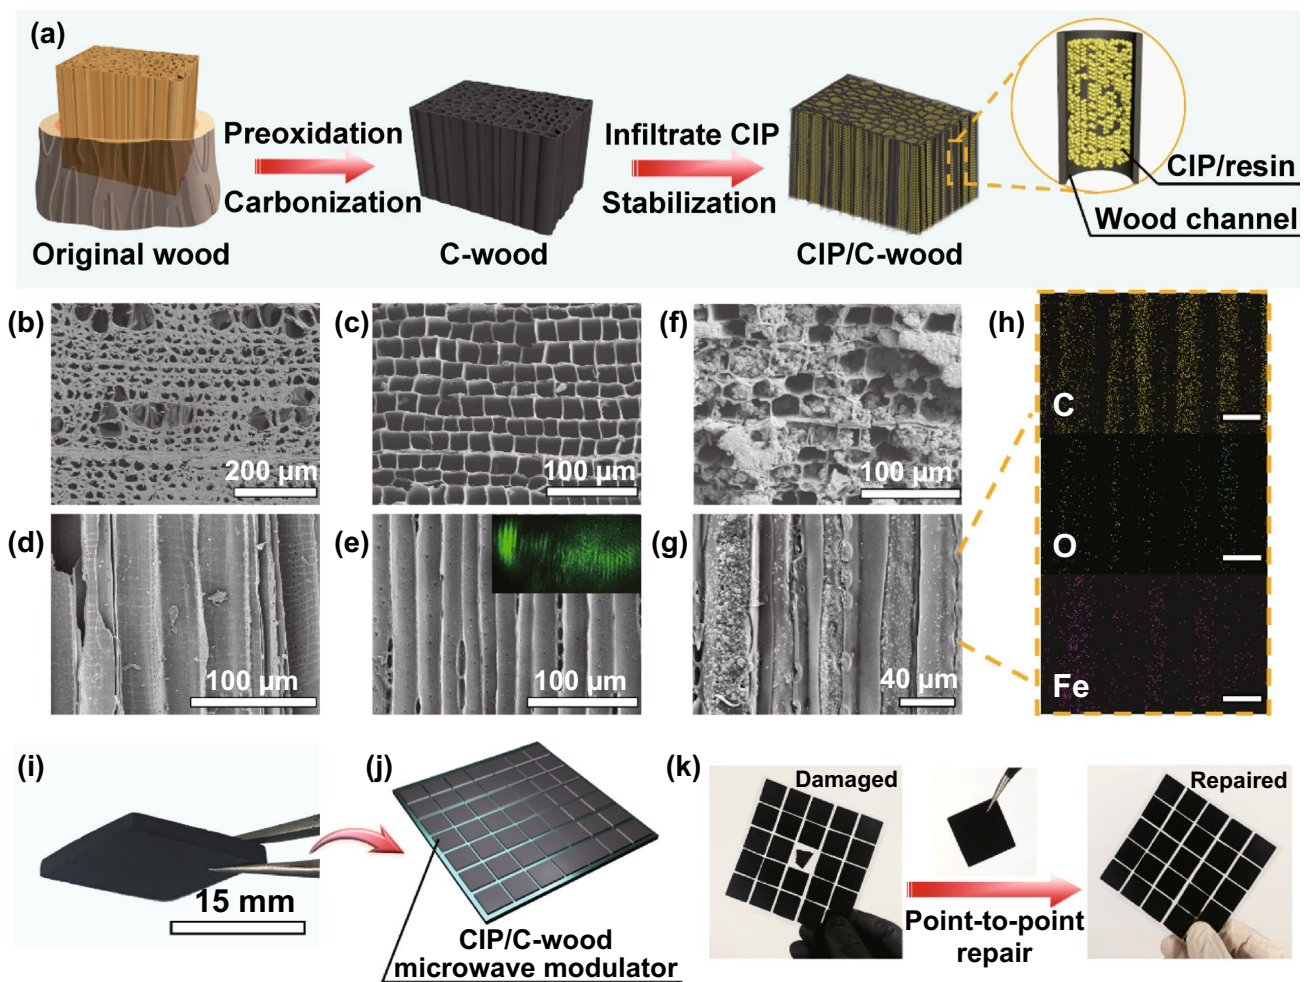 (a)
Preoxidation
Carbonization
Infiltrate CIP
Stabilization
CIP/resin
Wood channel
Original wood
C-wood
CIP/C-wood
(b)
200 µm
(c)
100 µm
(f)
100 µm
(h)
C
O
Fe
(d)
100 µm
(e)
100 µm
(g)
40 µm
(i)
15 mm
(j)
CIP/C-wood
microwave modulator
(k)
Damaged
Point-to-point
repair
Repaired